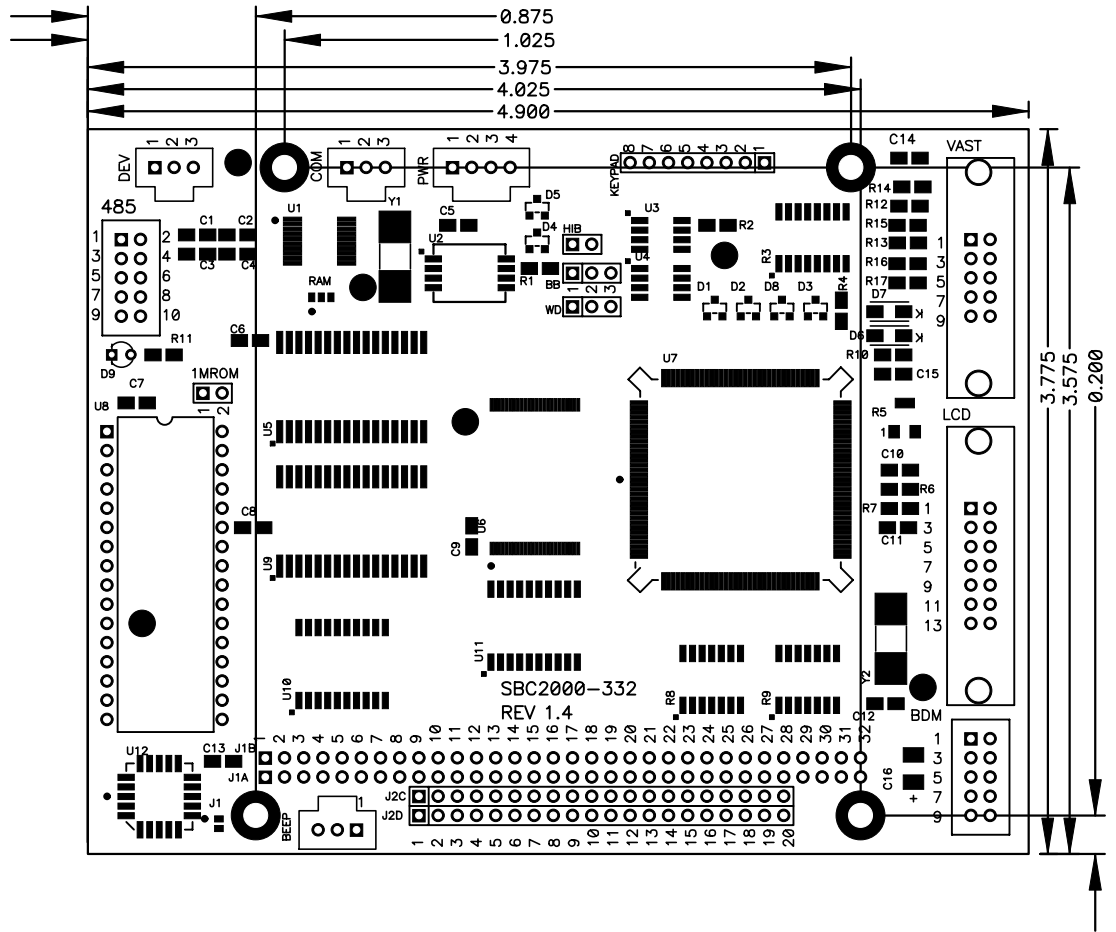 0.875
1.025
3.975
4.025
4.900
DEV
1 2 3
COM
1 2 3
PWR
1 2 3 4
KEYPAD
8 7 6 5 4 3 2 1
C14
VAST
485
1 2
3 4
5 6
7 8
9 10
C1 C2
C3 C4
U1
Y1
C5
U2
D5
D4
HIB
R1
BB
1 2 3
WD
U3
U4
R2
R3
R4
D1 D2 D8 D3
R14
R12
R15
R13
R16
R17
D7
K
D6
K
R10
C15
1
3
5
7
9
RAM
C6
R11
D9
1MROM
1 2
C7
U8
U5
U7
R5
1
LCD
C10
R6
R7
C11
1
3
5
7
9
11
13
C8
U9
C9
U6
U10
U11
SBC2000-332
REV 1.4
R8
R9
Y2
C12
BDM
1
3
5
7
9
C16
+
U12
C13
J1B
1 2 3 4 5 6 7 8 9 10 11 12 13 14 15 16 17 18 19 20 21 22 23 24 25 26 27 28 29 30 31 32
J1A
J1
BEEP
1
J2C
J2D
1 2 3 4 5 6 7 8 9 10 11 12 13 14 15 16 17 18 19 20
3.775
3.575
0.200